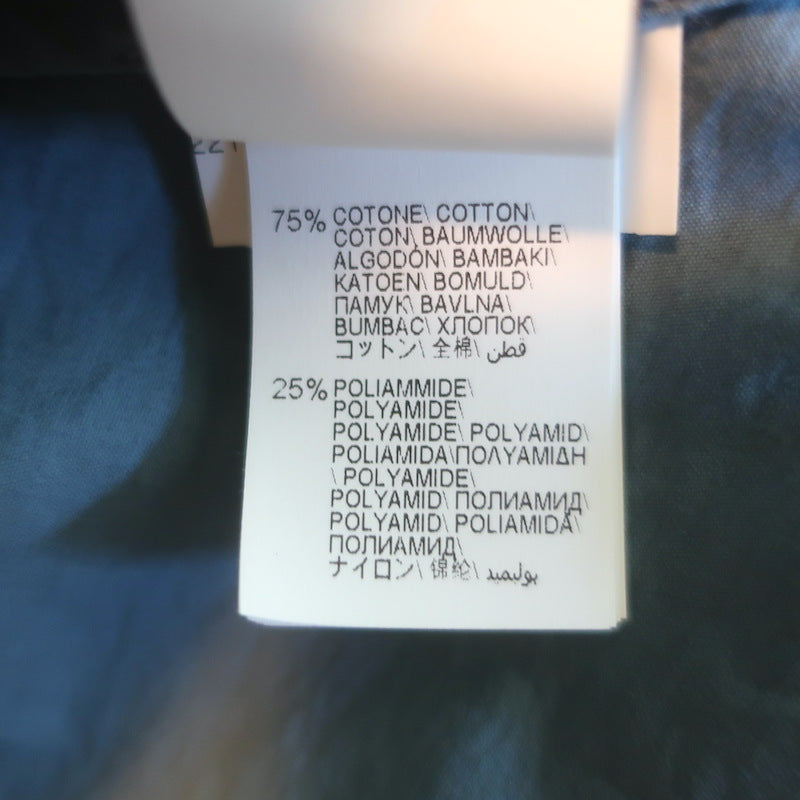 221
75% COTONE\ COTTON\
COTON\ BAUMWOLLE\
ALGODÓN\ BAMBAKI\
KATOEN\ BOMULD\
ПАМУК\ BAVLNA\
BUMBAC\ ХЛОПОК\
コットン\ 全棉\ قطن
25% POLIAMMIDE\
POLYAMIDE\
POLYAMIDE\ POLYAMID\
POLIAMIDA\ΠΟΛΥΑΜΙΔΗ
\ POLYAMIDE\
POLYAMID\ ПОЛИАМИД\
POLYAMID\ POLIAMIDA\
ПОЛИАМИД\
ナイロン\ 锦纶\ بوليميد